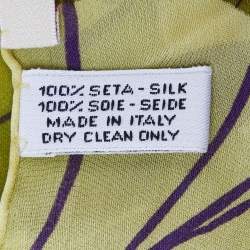 100% SETA - SILK
100% SOIE - SEIDE
MADE IN ITALY
DRY CLEAN ONLY